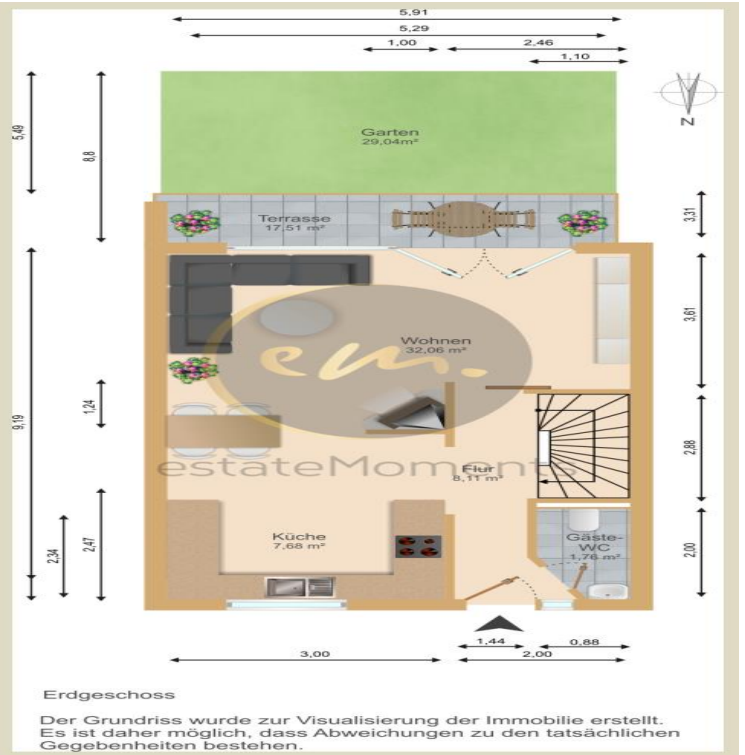 5,91
5,29
1,00
2,46
1,10
5,49
8,8
N
Garten
29,04m²
Terrasse
17,51 m²
3,31
Wohnen
32,06 m²
3,61
em.
9,19
1,24
estateMoments
Flur
8,11 m²
2,88
Küche
7,68 m²
2,34
2,47
Gäste-
WC
1,76 m²
2,00
1,44
0,88
3,00
2,00
Erdgeschoss
Der Grundriss wurde zur Visualisierung der Immobilie erstellt.
Es ist daher möglich, dass Abweichungen zu den tatsächlichen
Gegebenheiten bestehen.